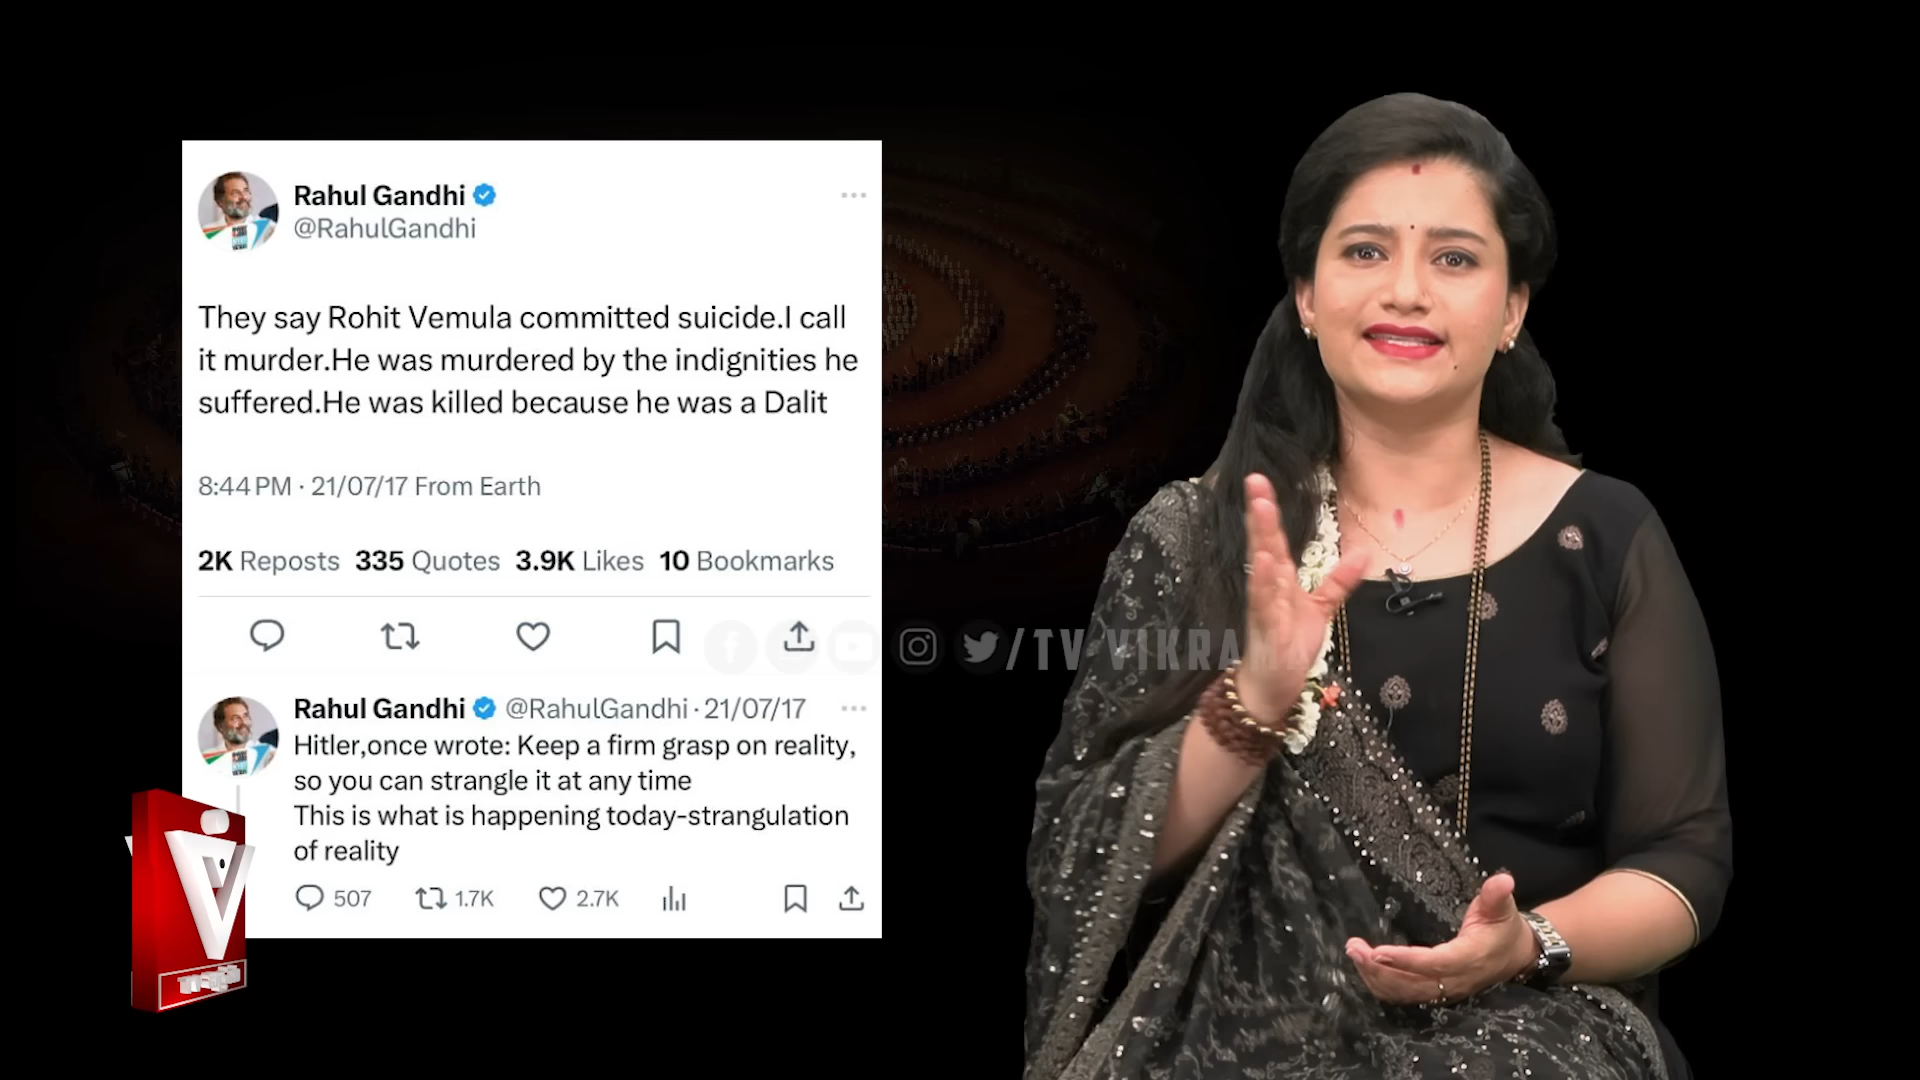 Rahul Gandhi
@RahulGandhi
They say Rohit Vemula committed suicide.I call
it murder.He was murdered by the indignities he
suffered.He was killed because he was a Dalit
8:44 PM · 21/07/17 From Earth
2K Reposts 335 Quotes 3.9K Likes 10 Bookmarks
/TV VIKRAMA
Rahul Gandhi @RahulGandhi · 21/07/17
Hitler,once wrote: Keep a firm grasp on reality,
so you can strangle it at any time
This is what is happening today-strangulation
of reality
507 1.7K 2.7K